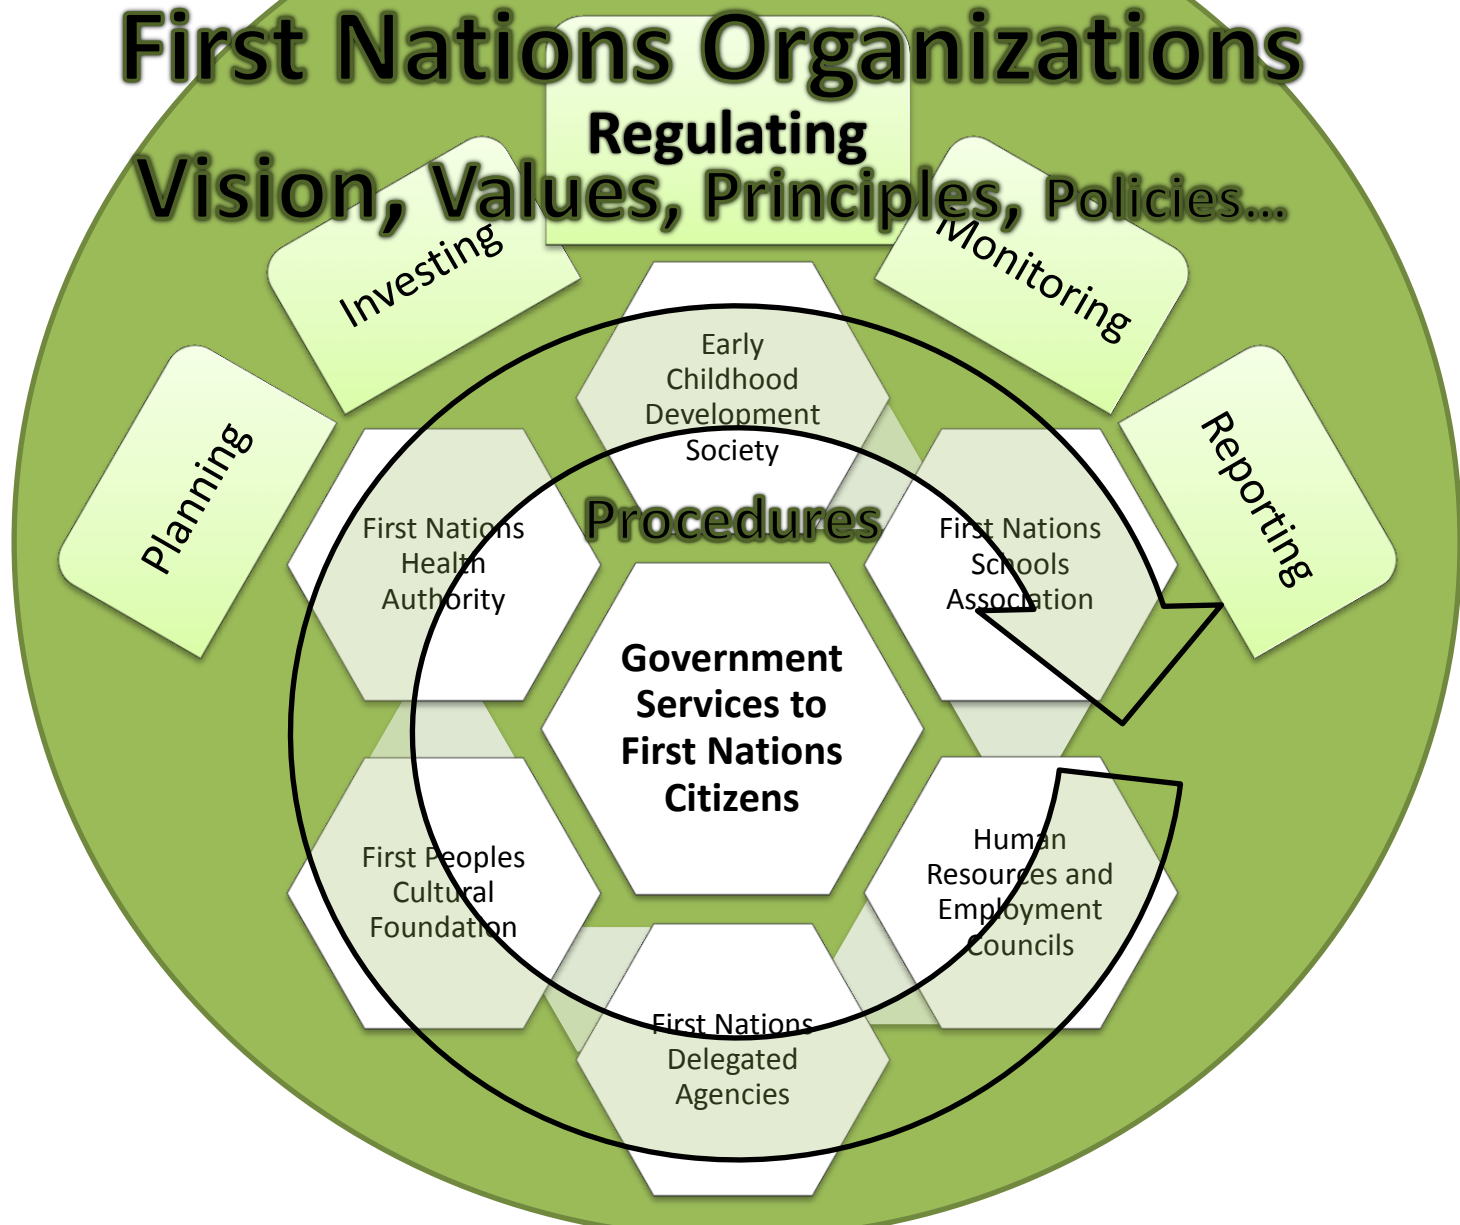 First Nations Organizations
Regulating
Vision, Values, Principles, Policies...
Investing
Monitoring
Planning
Reporting
Early
Childhood
Development
Society
Procedures
First Nations
Health
Authority
First Nations
Schools
Association
Government
Services to
First Nations
Citizens
First Peoples
Cultural
Foundation
Human
Resources and
Employment
Councils
First Nations
Delegated
Agencies